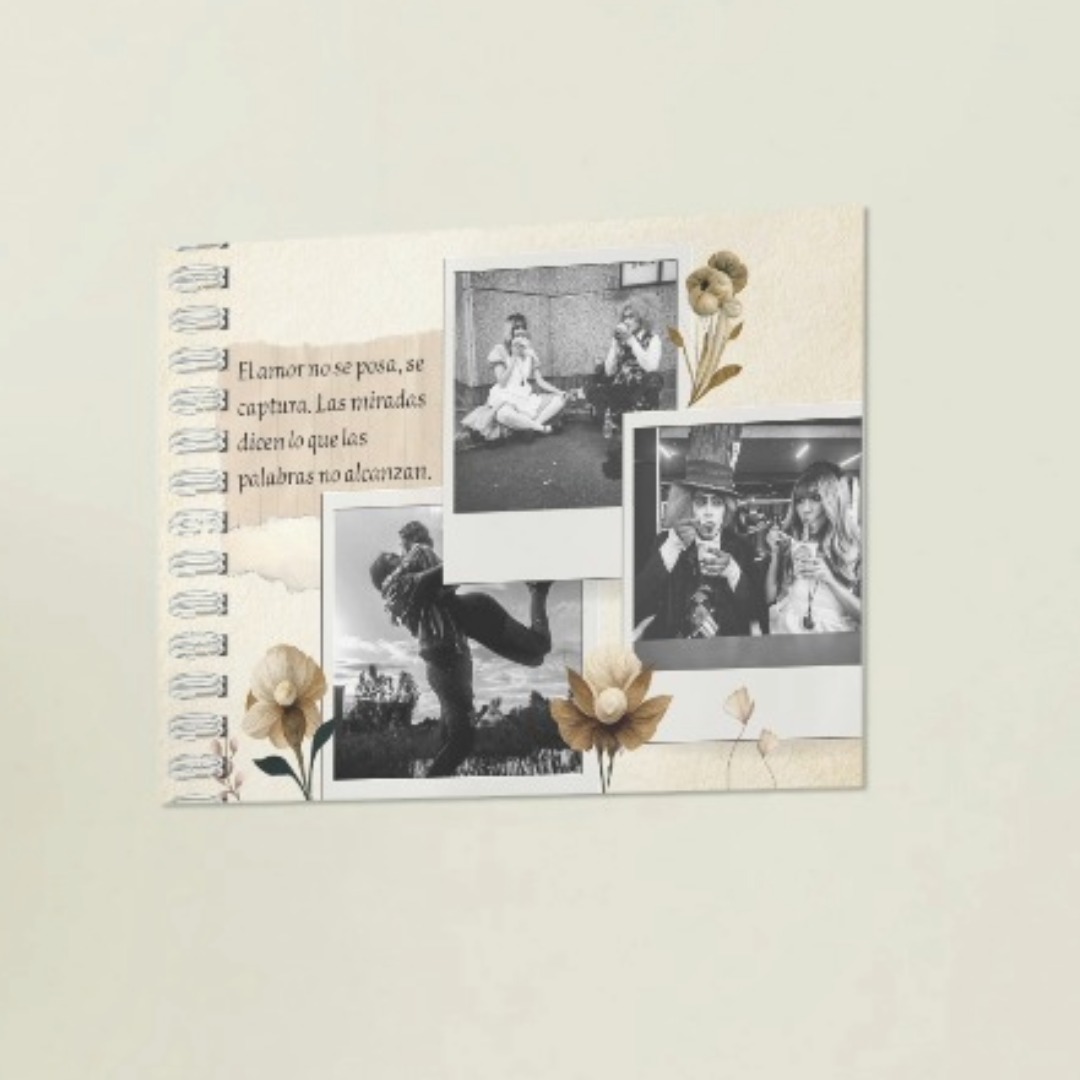 El amor no se posa, se
captura. Las miradas
dicen lo que las
palabras no alcanzan.